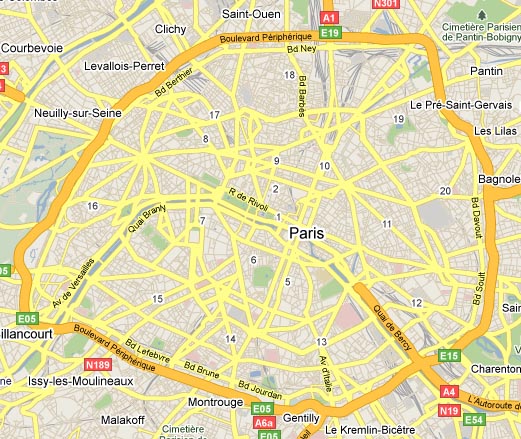 N301
Saint-Ouen
A1
E19
Cimetière Parisien
de Pantin-Bobigny
Clichy
Boulevard Périphérique
Bd Ney
Courbevoie
Levallois-Perret
Bd Berthier
18
Bd Barbès
Pantin
Le Pré-Saint-Gervais
Neuilly-sur-Seine
17
19
Les Lilas
8
9
10
Bagnole
2
R de Rivoli
20
16
Quai Branly
7
1
11
Bd Davout
Paris
05
6
5
Av de Versailles
15
12
Bd Soult
Quai de Bercy
E05
illancourt
Boulevard Périphérique
Bd Lefebvre
14
13
Sain
V
E15
N189
Bd Brune
Av d'Italie
Charenton
Issy-les-Moulineaux
Bd Jourdan
A4
L'Autoroute de
Montrouge
E05
N19
E54
Malakoff
Cimetière
Parisien de
Gentilly
A6a
E05
Le Kremlin-Bicêtre